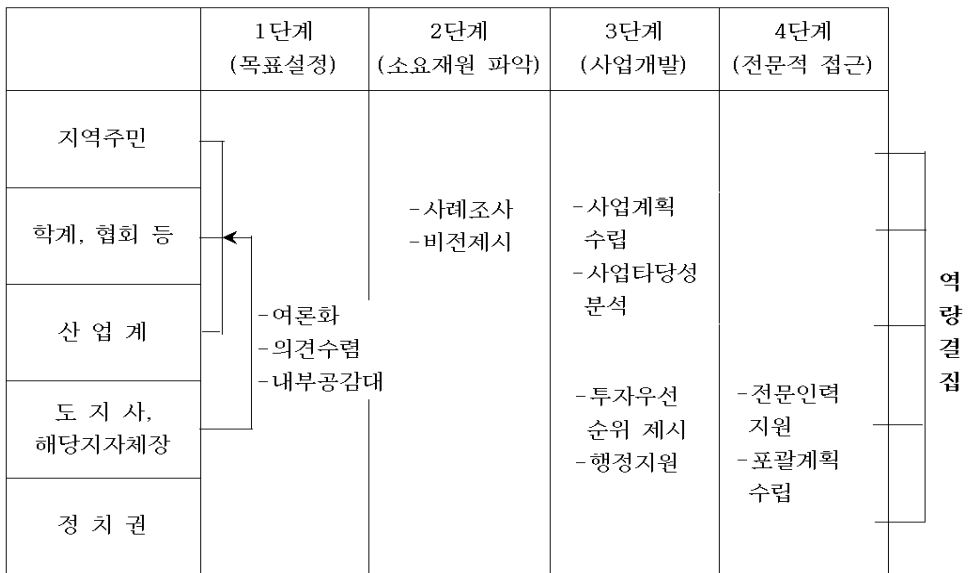 1단계
(목표설정)
2단계
(소요재원 파악)
3단계
(사업개발)
4단계
(전문적 접근)
지역주민
학계, 협회 등
산 업 계
도 지 사,
해당지자체장
정 치 권
-여론화
-의견수렴
-내부공감대
-사례조사
-비전제시
-사업계획
수립
-사업타당성
분석
-투자우선
순위 제시
-행정지원
-전문인력
지원
-포괄계획
수립
역
량
결
집